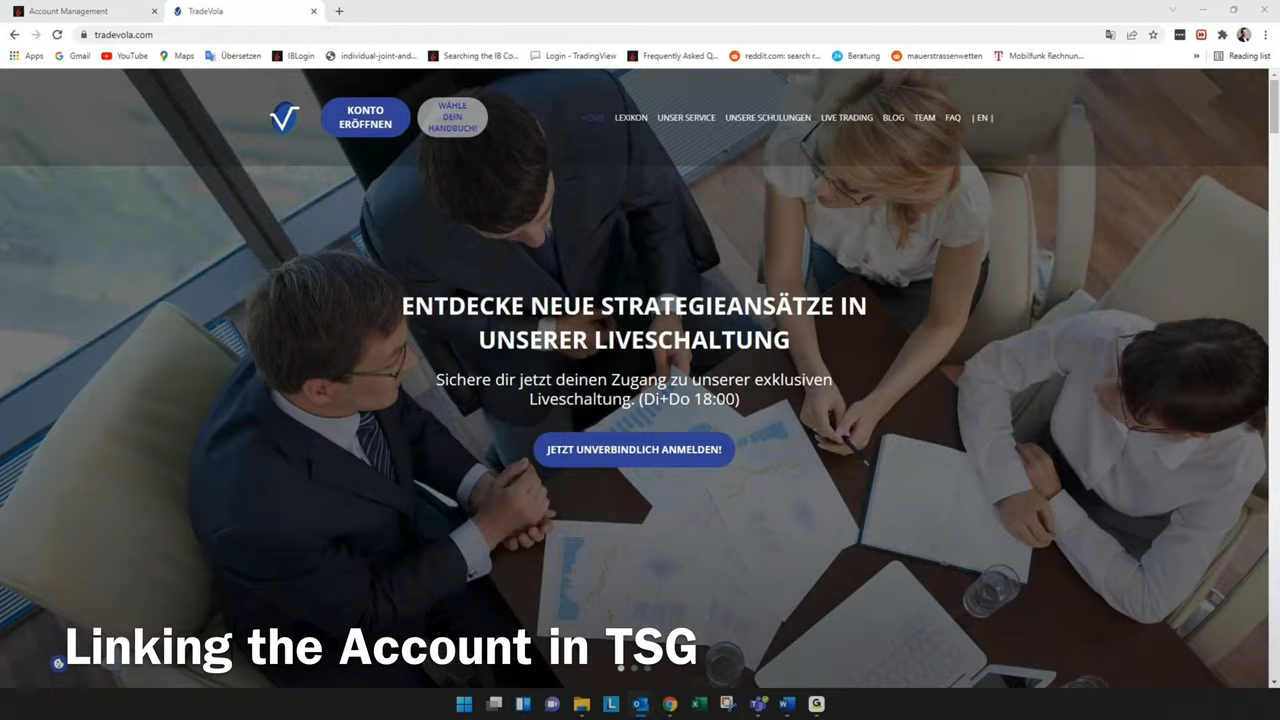 Account Management
TradeVola
tradevola.com
Apps
Gmail
YouTube
Maps
Übersetzen
IBLogin
individual-joint-and...
Searching the IB Co...
Login - TradingView
Frequently Asked Q...
reddit.com: search r...
Beratung
mauerstrassenwetten
Mobilfunk Rechnun...
»
Reading list
KONTO
ERÖFFNEN
WÄHLE
DEIN
HANDBUCH!
HOME
LEXIKON
UNSER SERVICE
UNSERE SCHULUNGEN
LIVE TRADING
BLOG
TEAM
FAQ
| EN |
ENTDECKE NEUE STRATEGIEANSÄTZE IN
UNSERER LIVESCHALTUNG
Sichere dir jetzt deinen Zugang zu unserer exklusiven
Liveschaltung. (Di+Do 18:00)
JETZT UNVERBINDLICH ANMELDEN!
Linking the Account in TSG